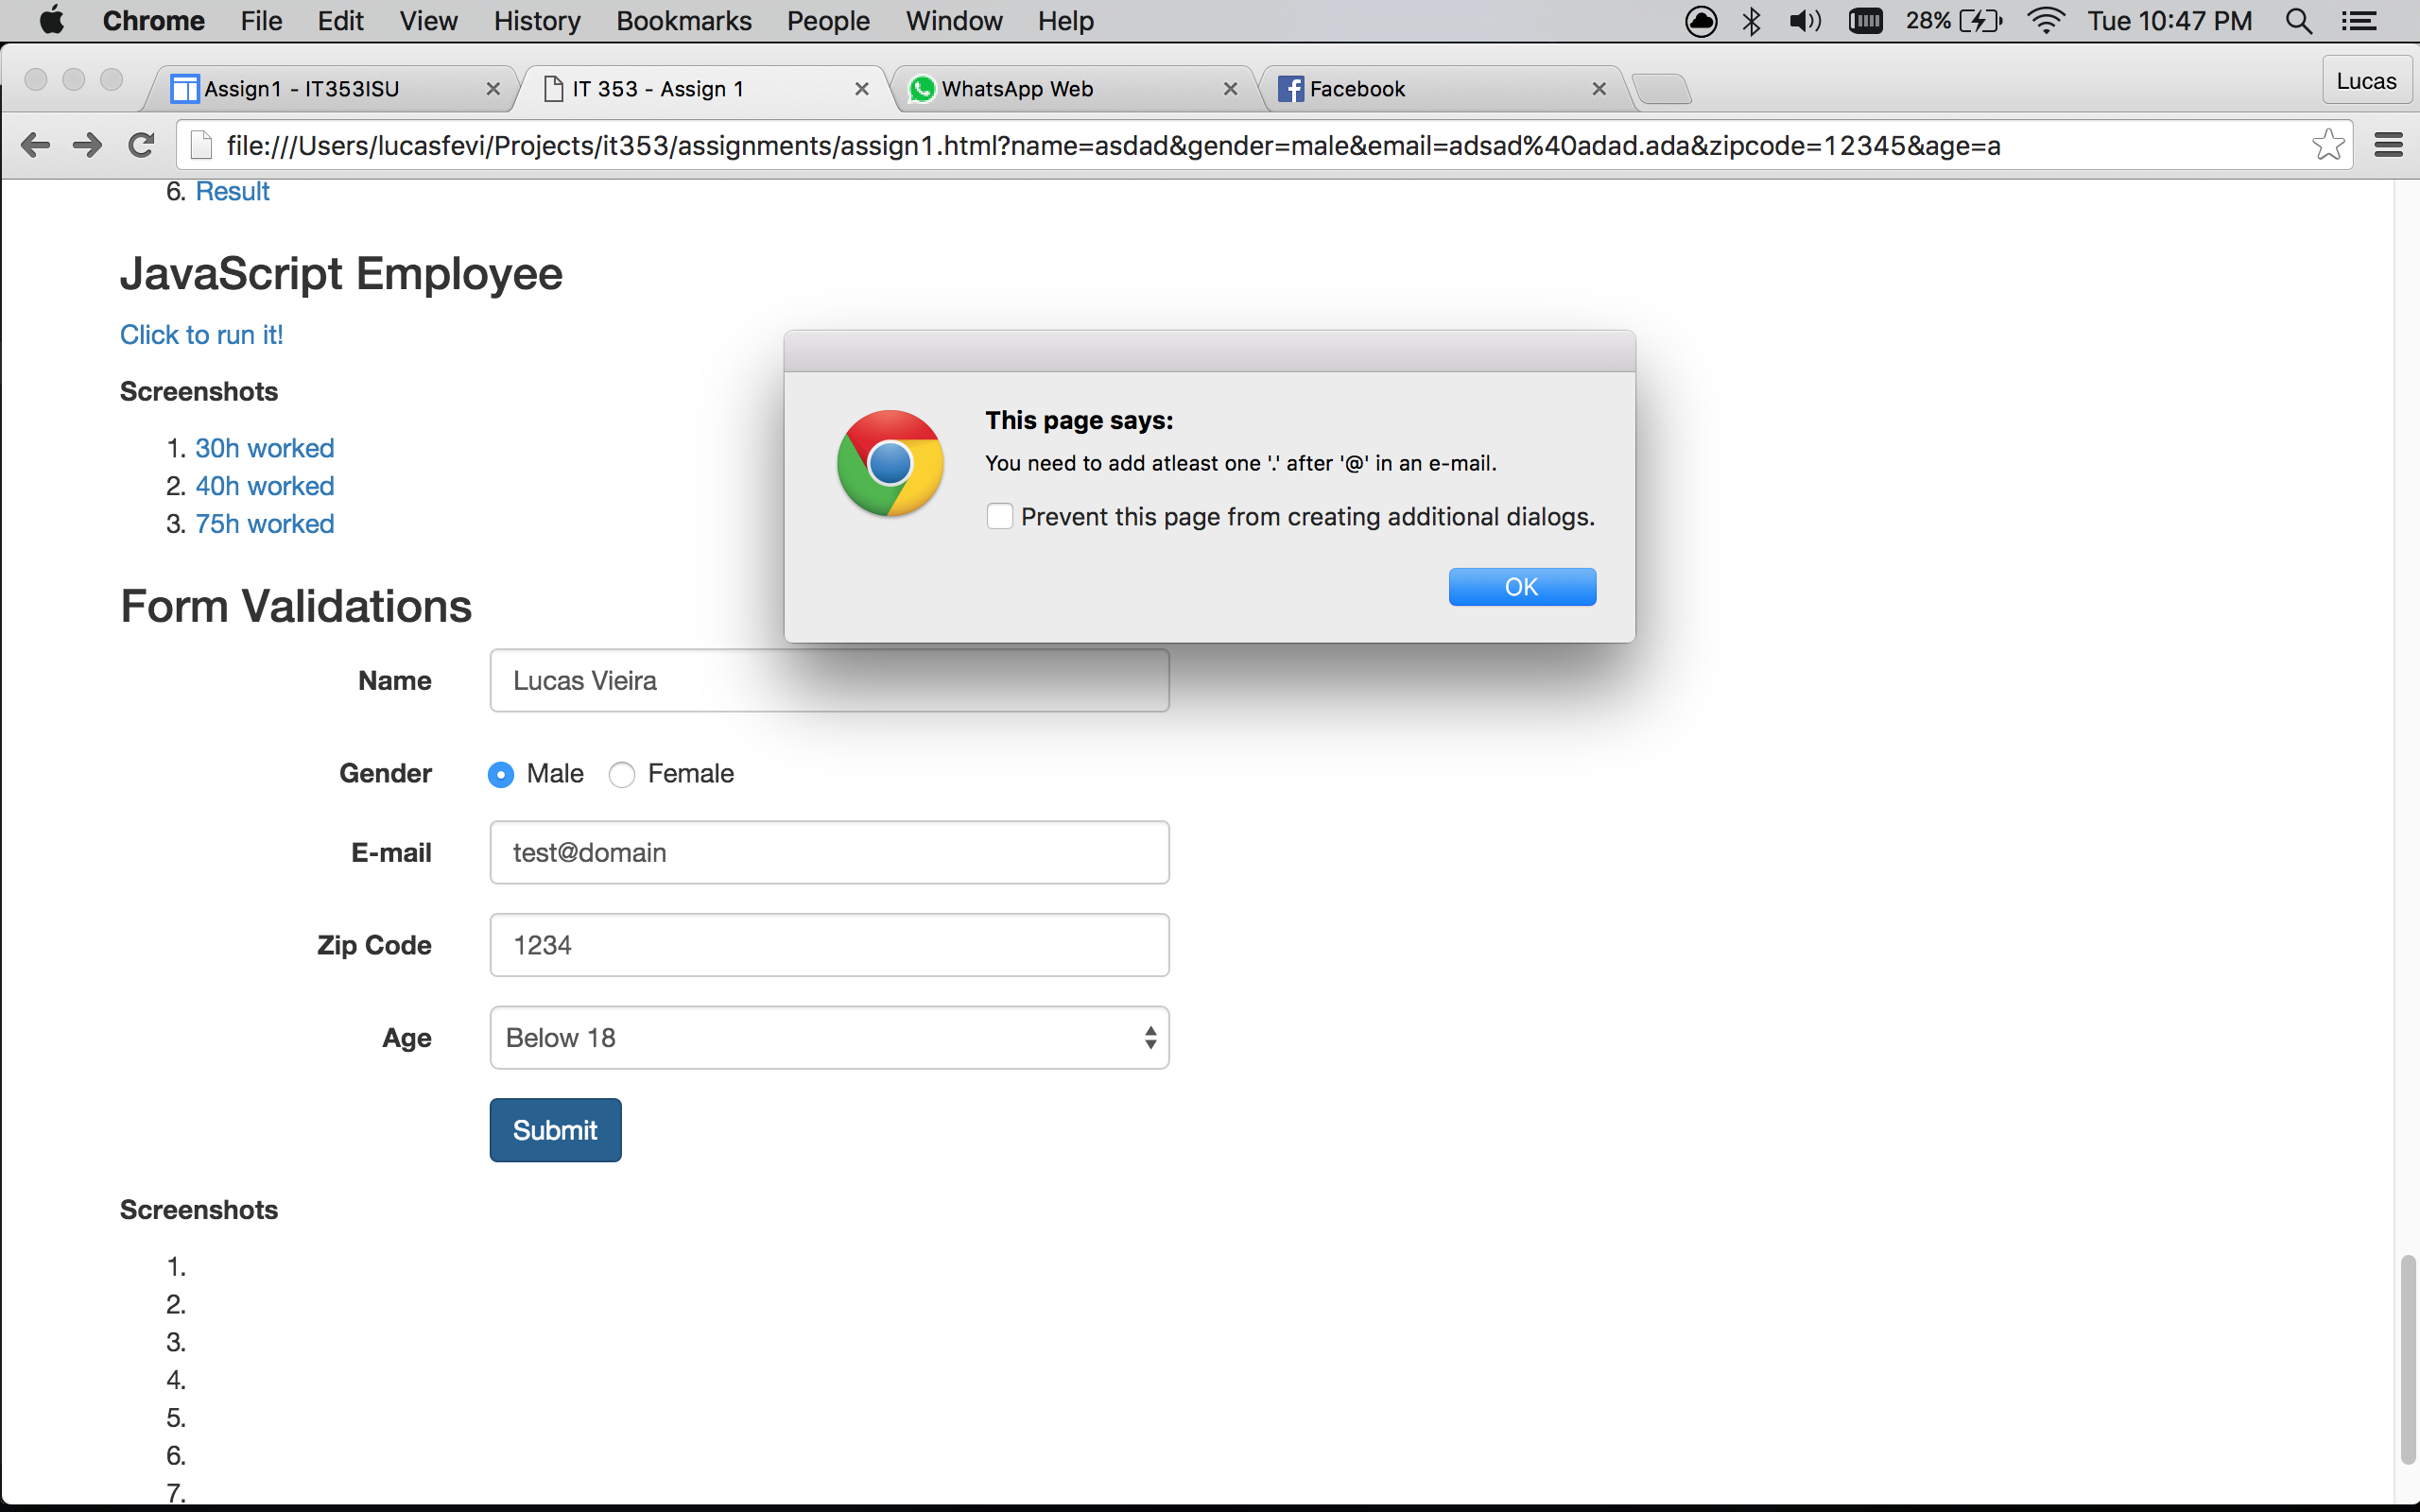 Chrome File Edit View History Bookmarks People Window Help 28% Tue 10:47 PM
Assign1 - IT353ISU IT 353 - Assign 1 WhatsApp Web Facebook Lucas
file:///Users/lucasfevi/Projects/it353/assignments/assign1.html?name=asdad&gender=male&email=adsad%40adad.ada&zipcode=12345&age=a
6. Result
JavaScript Employee
Click to run it!
Screenshots
1. 30h worked
2. 40h worked
3. 75h worked
This page says:
You need to add atleast one '.' after '@' in an e-mail.
Prevent this page from creating additional dialogs.
OK
Form Validations
Name Lucas Vieira
Gender Male Female
E-mail test@domain
Zip Code 1234
Age Below 18
Submit
Screenshots
1.
2.
3.
4.
5.
6.
7.